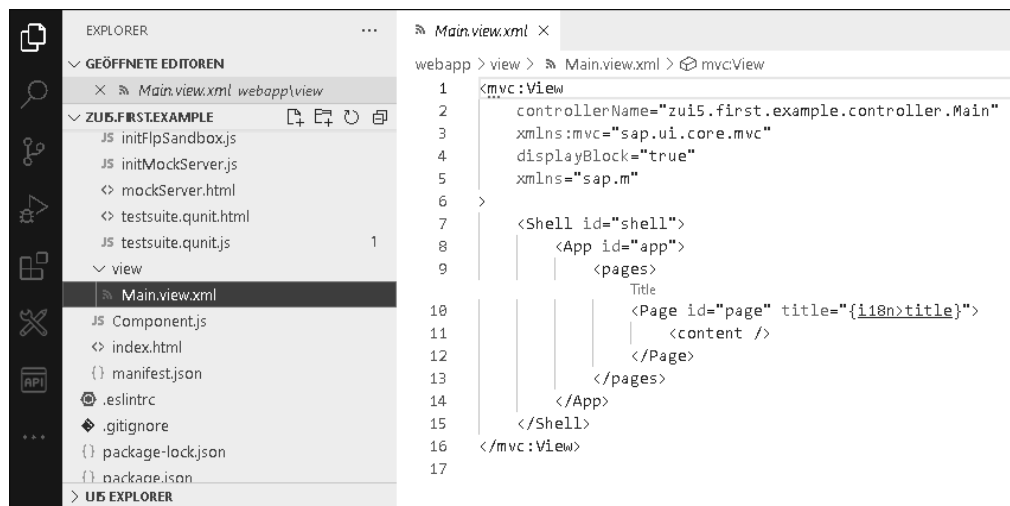 EXPLORER
GEÖFFNETE EDITOREN
Main.view.xml webapp\view
ZUI5.FIRST.EXAMPLE
JS initFlpSandbox.js
JS initMockServer.js
<> mockServer.html
<> testsuite.qunit.html
JS testsuite.qunit.js 1
view
Main.view.xml
JS Component.js
<> index.html
{} manifest.json
.eslintrc
.gitignore
{} package-lock.json
{} package.json
UI5 EXPLORER
API
Main.view.xml
webapp > view > Main.view.xml > mvc:View
1 <mvc:View
2 controllerName="zui5.first.example.controller.Main"
3 xmlns:mvc="sap.ui.core.mvc"
4 displayBlock="true"
5 xmlns="sap.m"
6 >
7 <Shell id="shell">
8 <App id="app">
9 <pages>
Title
10 <Page id="page" title="{i18n>title}">
11 <content />
12 </Page>
13 </pages>
14 </App>
15 </Shell>
16 </mvc:View>
17